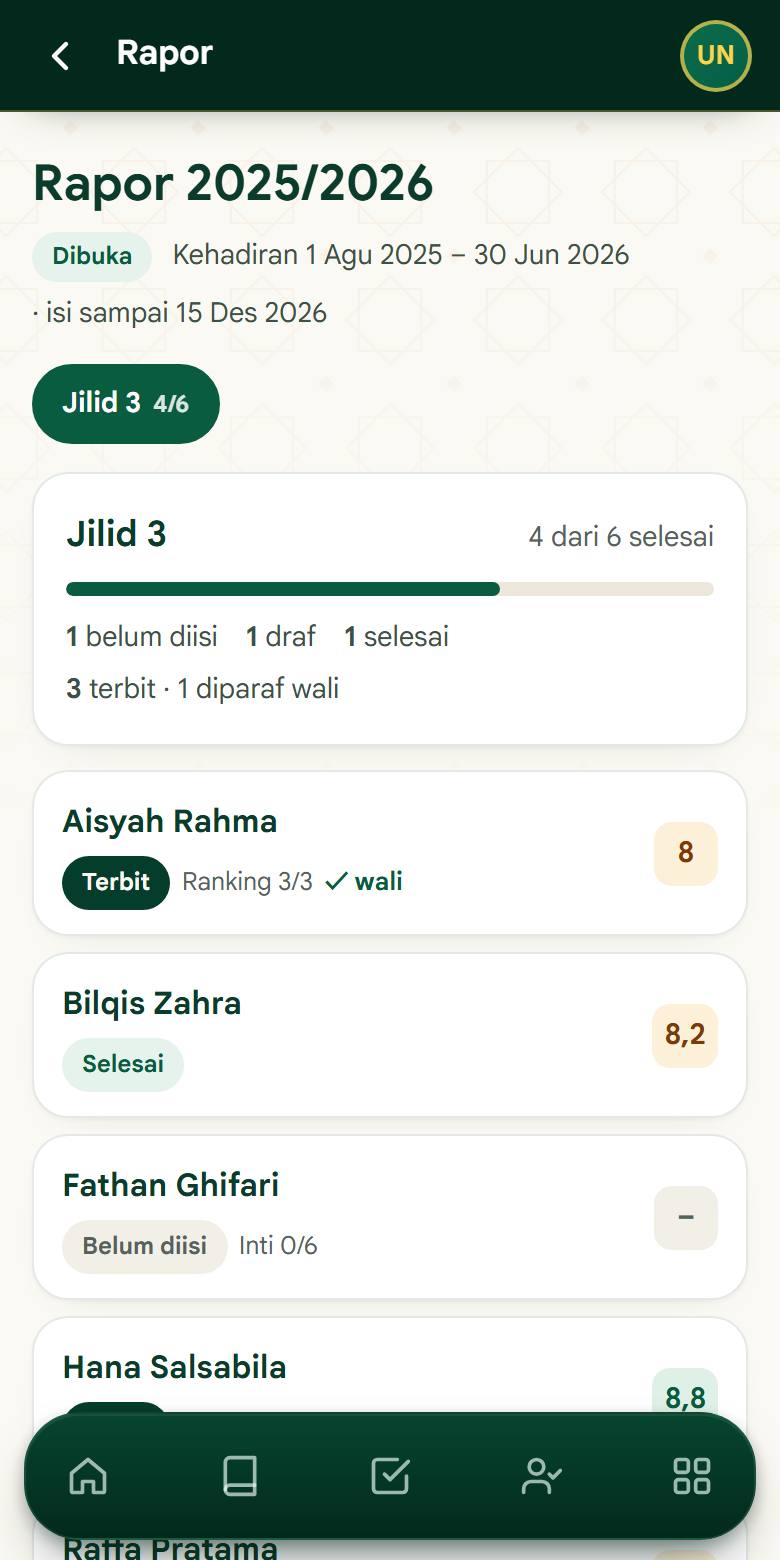 Rapor
UN
Rapor 2025/2026
Dibuka Kehadiran 1 Agu 2025 – 30 Jun 2026
· isi sampai 15 Des 2026
Jilid 3 4/6
Jilid 3 4 dari 6 selesai
1 belum diisi 1 draf 1 selesai
3 terbit · 1 diparaf wali
Aisyah Rahma
8
Terbit Ranking 3/3 ✓ wali
Bilqis Zahra
8,2
Selesai
Fathan Ghifari
–
Belum diisi Inti 0/6
Hana Salsabila
8,8
Raffa Pratama